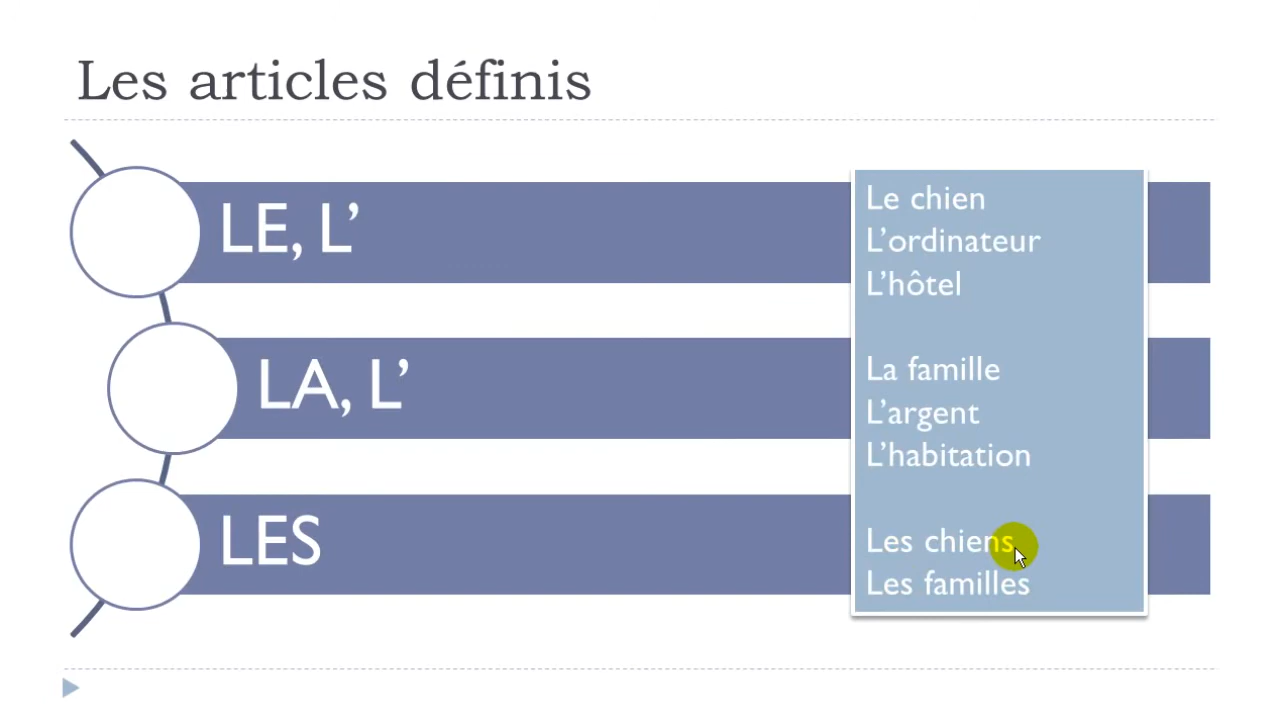 Les articles définis
LE, L’
LA, L’
LES
Le chien
L’ordinateur
L’hôtel
La famille
L’argent
L’habitation
Les chiens
Les familles